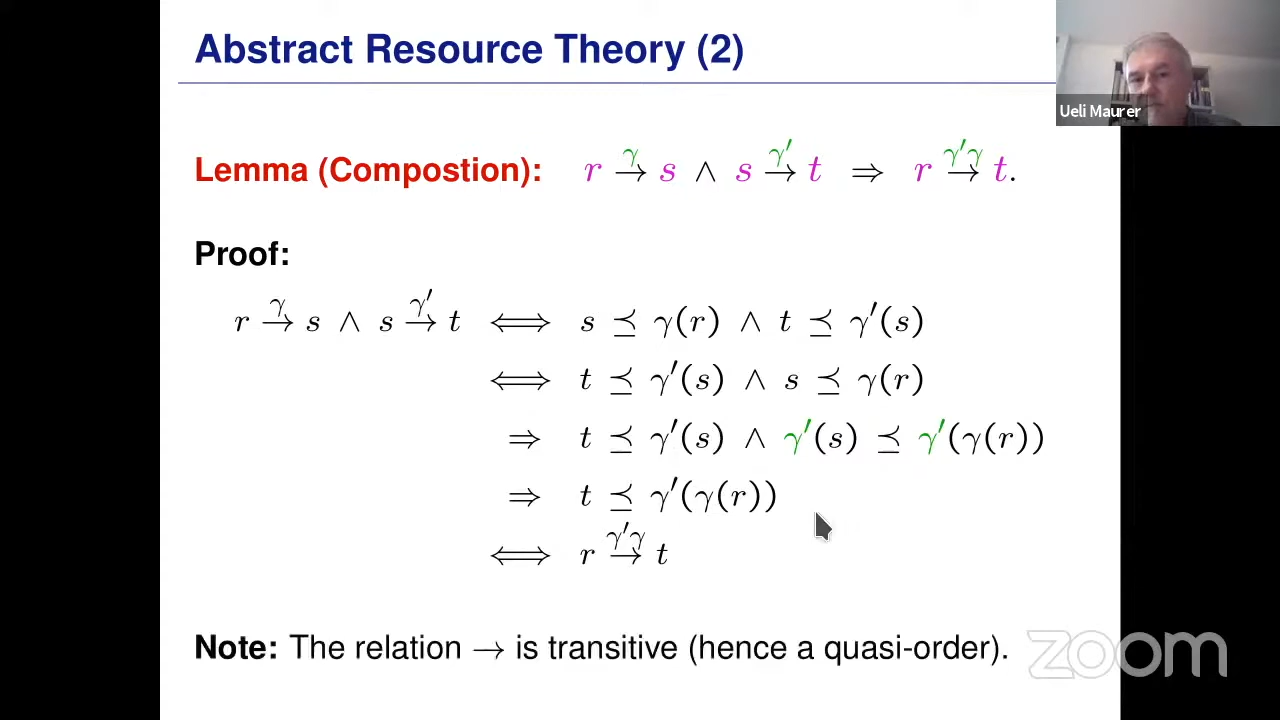 Abstract Resource Theory (2)
Ueli Maurer
Lemma (Compostion): r →^γ s ∧ s →^γ′ t ⇒ r →^γ′γ t.
Proof:
r →^γ s ∧ s →^γ′ t ⟺ s ⪯ γ(r) ∧ t ⪯ γ′(s)
⟺ t ⪯ γ′(s) ∧ s ⪯ γ(r)
⇒ t ⪯ γ′(s) ∧ γ′(s) ⪯ γ′(γ(r))
⇒ t ⪯ γ′(γ(r))
⟺ r →^γ′γ t
Note: The relation → is transitive (hence a quasi-order).
zoom